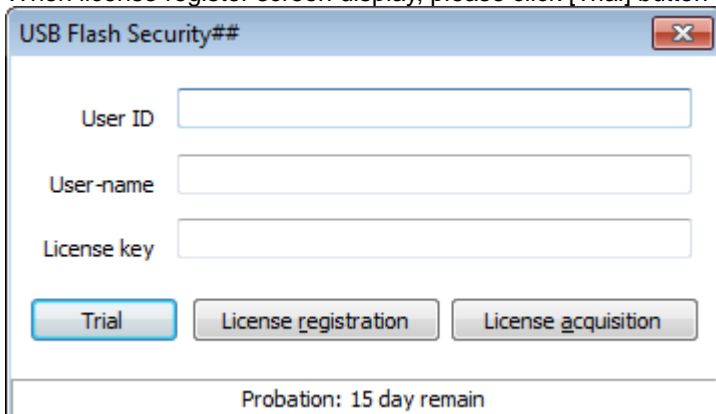 When license register screen display, please click [Trial] button
USB Flash Security##
User ID
User-name
License key
Trial License registration License acquisition
Probation: 15 day remain